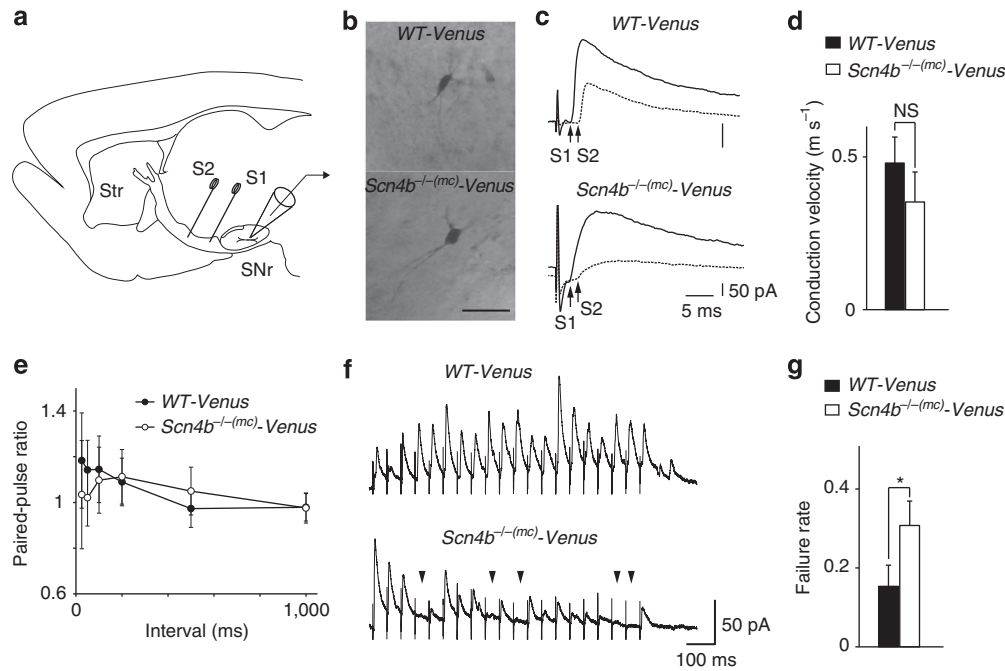 a
Str
S2
S1
SNr
b
WT-Venus
Scn4b–/–(mc)-Venus
c
WT-Venus
S1
S2
Scn4b–/–(mc)-Venus
S1
S2
50 pA
5 ms
d
WT-Venus
Scn4b–/–(mc)-Venus
NS
0.5
0
Conduction velocity (m s–1)
e
WT-Venus
Scn4b–/–(mc)-Venus
1.4
1
0.6
0
1,000
Interval (ms)
Paired-pulse ratio
f
WT-Venus
Scn4b–/–(mc)-Venus
50 pA
100 ms
g
WT-Venus
Scn4b–/–(mc)-Venus
*
0.4
0.2
0
Failure rate